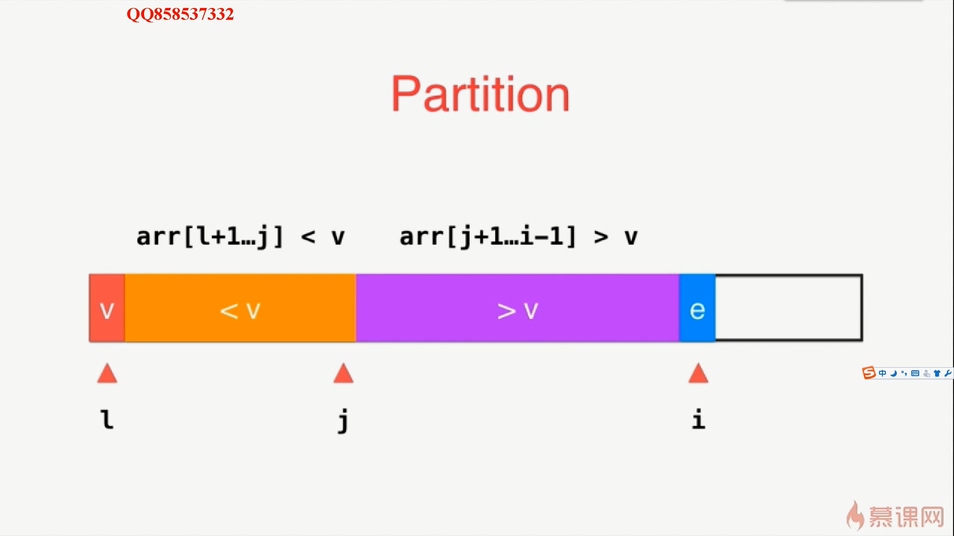 QQ858537332
Partition
arr[l+1…j] < v    arr[j+1…i-1] > v
v    < v    > v    e
l    j    i
中
慕课网